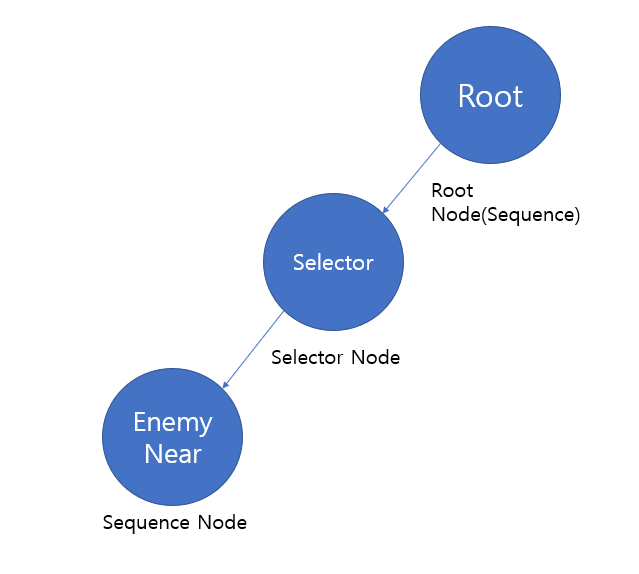 Root
Root
Node(Sequence)
Selector
Selector Node
Enemy
Near
Sequence Node